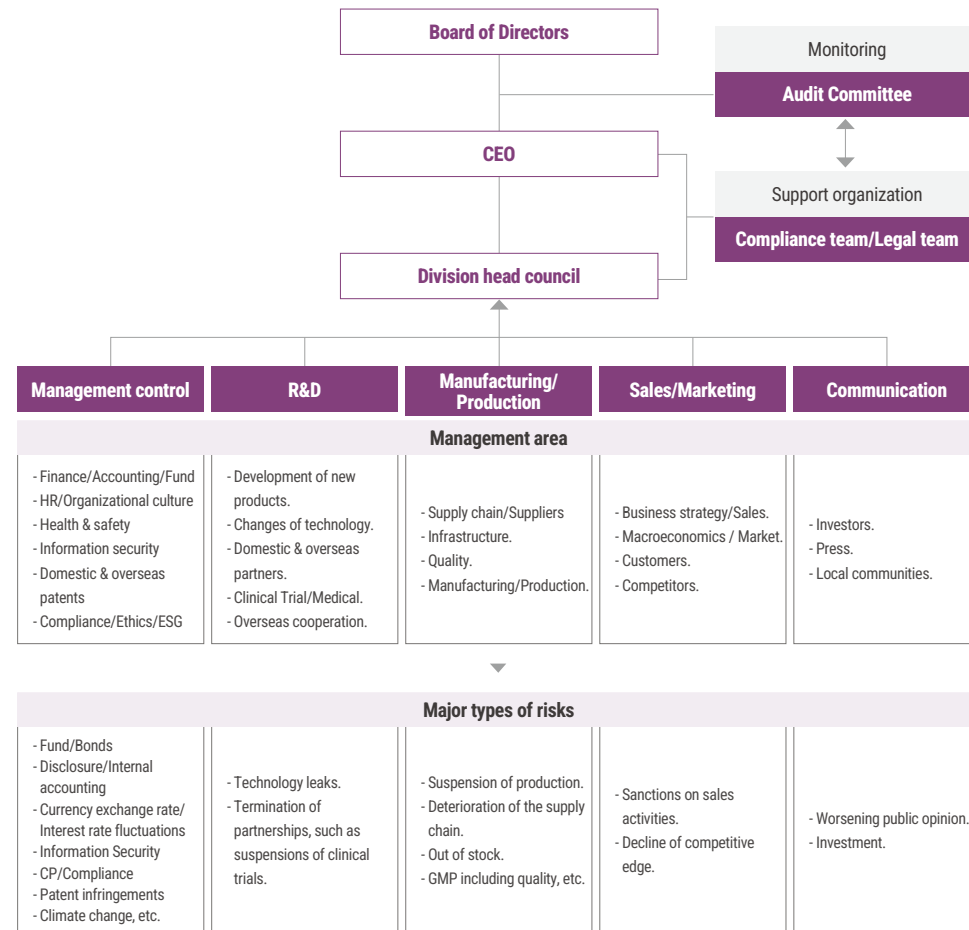 Board of Directors
Monitoring
Audit Committee
CEO
Support organization
Compliance team/Legal team
Division head council
Management control
R&D
Manufacturing/
Production
Sales/Marketing
Communication
Management area
- Finance/Accounting/Fund
- HR/Organizational culture
- Health & safety
- Information security
- Domestic & overseas
patents
- Compliance/Ethics/ESG
- Development of new
products.
- Changes of technology.
- Domestic & overseas
partners.
- Clinical Trial/Medical.
- Overseas cooperation.
- Supply chain/Suppliers
- Infrastructure.
- Quality.
- Manufacturing/Production.
- Business strategy/Sales.
- Macroeconomics / Market.
- Customers.
- Competitors.
- Investors.
- Press.
- Local communities.
Major types of risks
- Fund/Bonds
- Disclosure/Internal
accounting
- Currency exchange rate/
Interest rate fluctuations
- Information Security
- CP/Compliance
- Patent infringements
- Climate change, etc.
- Technology leaks.
- Termination of
partnerships, such as
suspensions of clinical
trials.
- Suspension of production.
- Deterioration of the supply
chain.
- Out of stock.
- GMP including quality, etc.
- Sanctions on sales
activities.
- Decline of competitive
edge.
- Worsening public opinion.
- Investment.